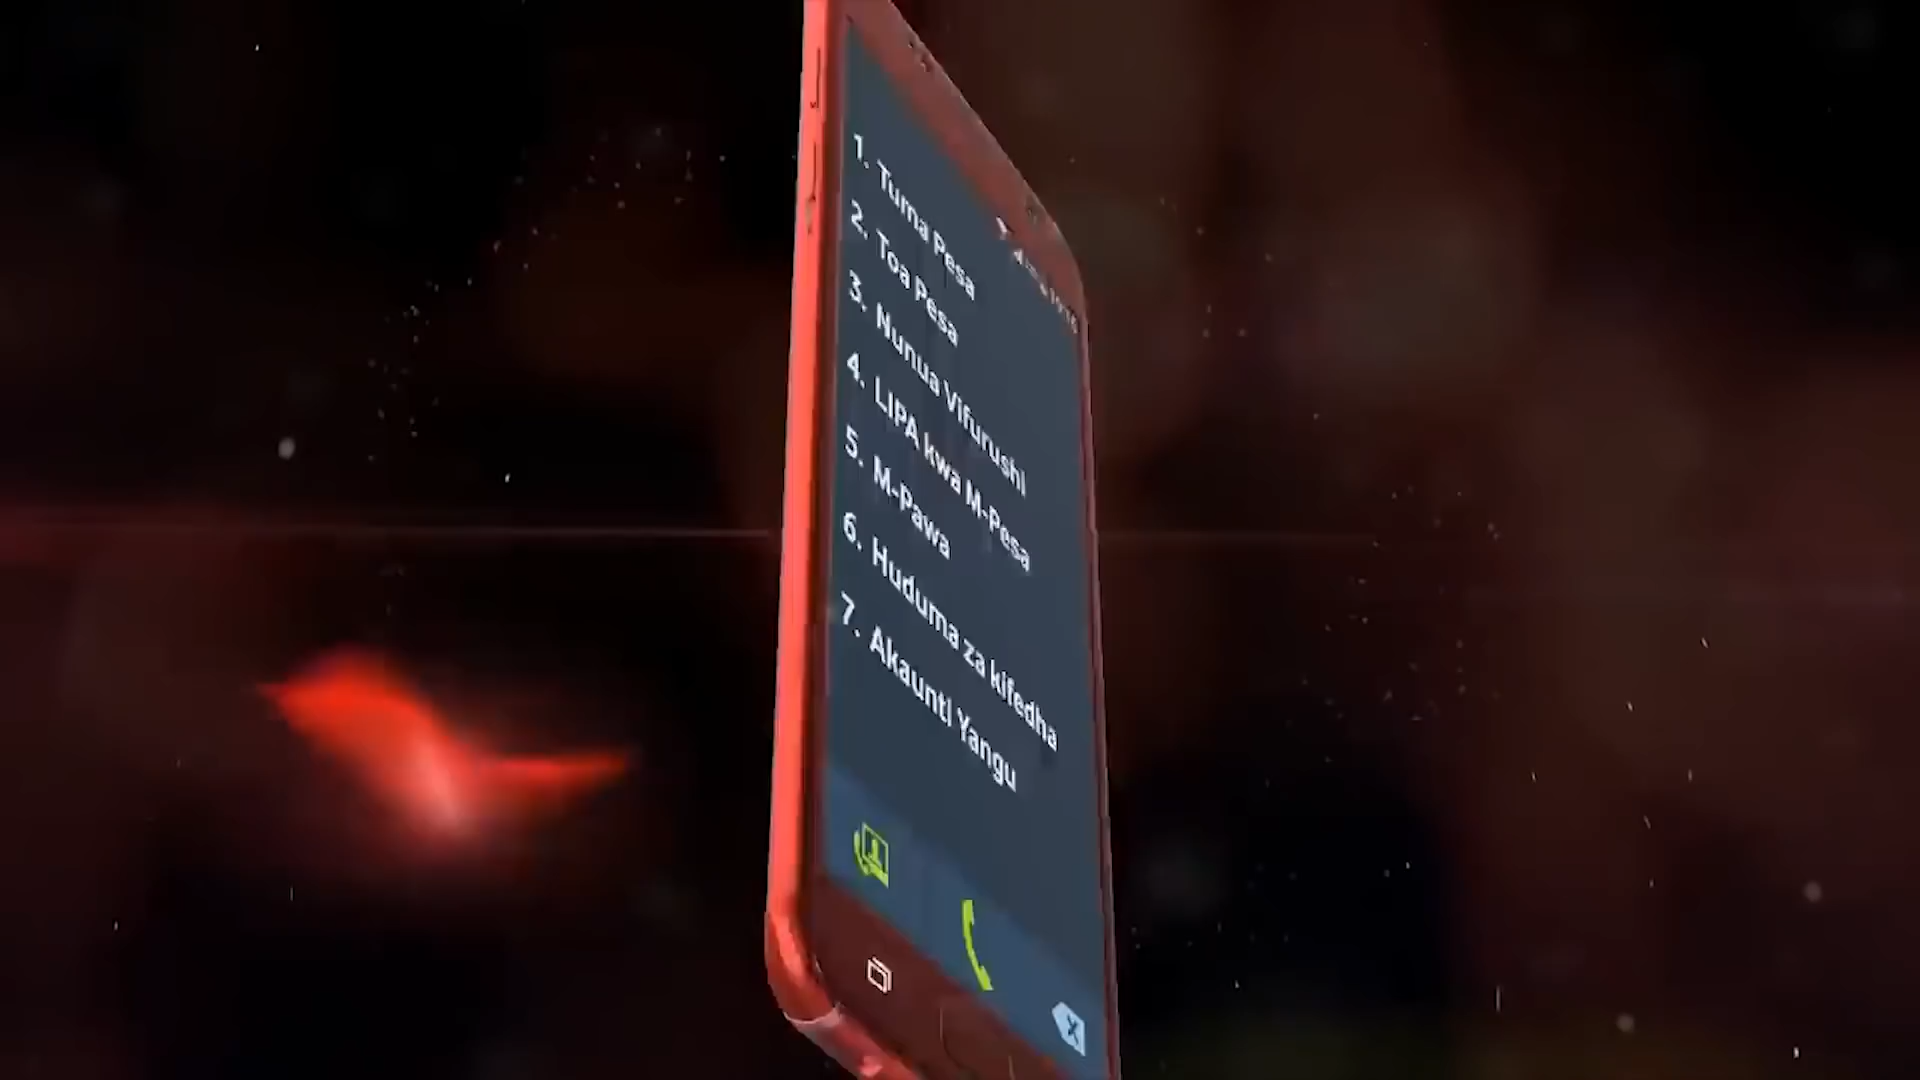 1. Tuma Pesa
2. Toa Pesa
3. Nunua Vifurushi
4. LIPA kwa M-Pesa
5. M-Pawa
6. Huduma za kifedha
7. Akaunti Yangu